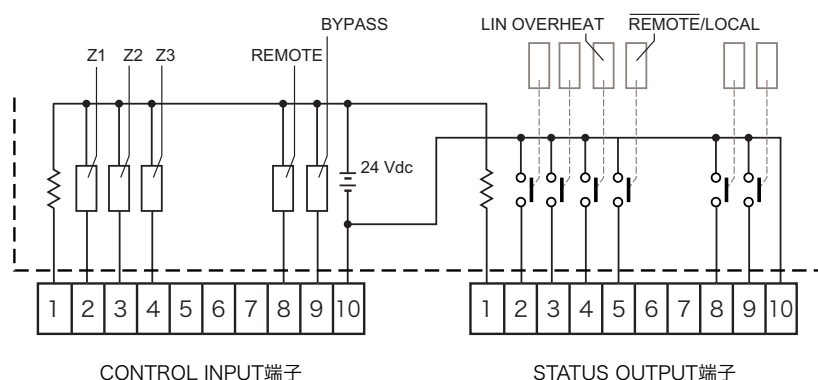 BYPASS
LIN OVERHEAT REMOTE/LOCAL
Z1 Z2 Z3 REMOTE
24 Vdc
1 2 3 4 5 6 7 8 9 10
1 2 3 4 5 6 7 8 9 10
CONTROL INPUT端子
STATUS OUTPUT端子